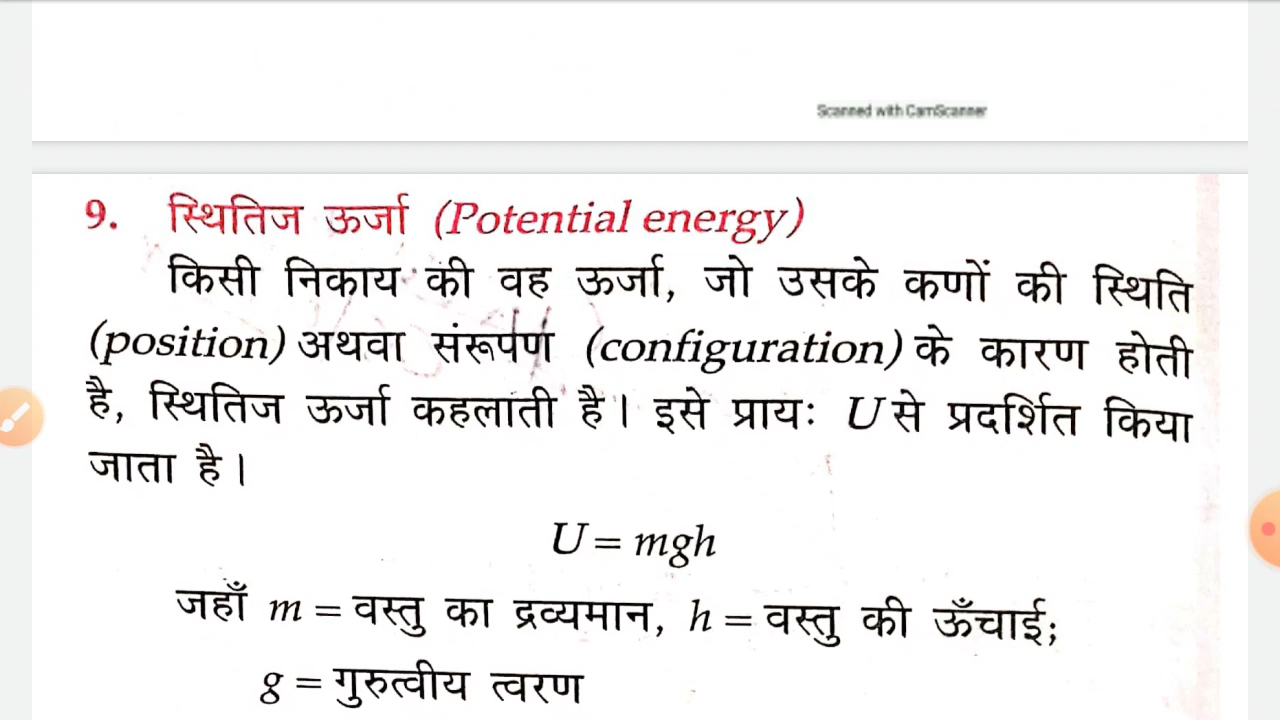 Scanned with CamScanner
9. स्थितिज ऊर्जा (Potential energy)
किसी निकाय की वह ऊर्जा, जो उसके कणों की स्थिति
(position) अथवा संरूपण (configuration) के कारण होती
है, स्थितिज ऊर्जा कहलाती है। इसे प्रायः U से प्रदर्शित किया
जाता है।
U = mgh
जहाँ m = वस्तु का द्रव्यमान, h = वस्तु की ऊँचाई;
g = गुरुत्वीय त्वरण